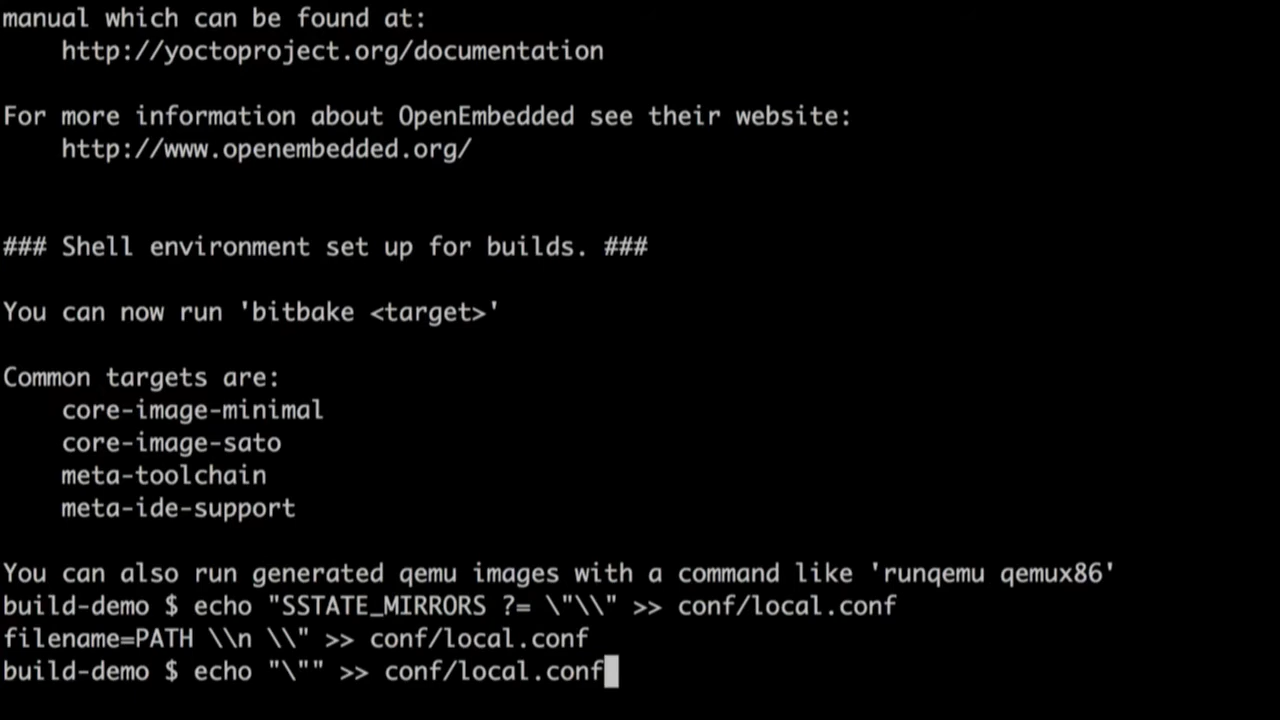 manual which can be found at:
http://yoctoproject.org/documentation
For more information about OpenEmbedded see their website:
http://www.openembedded.org/
### Shell environment set up for builds. ###
You can now run 'bitbake <target>'
Common targets are:
core-image-minimal
core-image-sato
meta-toolchain
meta-ide-support
You can also run generated qemu images with a command like 'runqemu qemux86'
build-demo $ echo "SSTATE_MIRRORS ?= \"\\" >> conf/local.conf
filename=PATH \\n \\" >> conf/local.conf
build-demo $ echo "\"" >> conf/local.conf